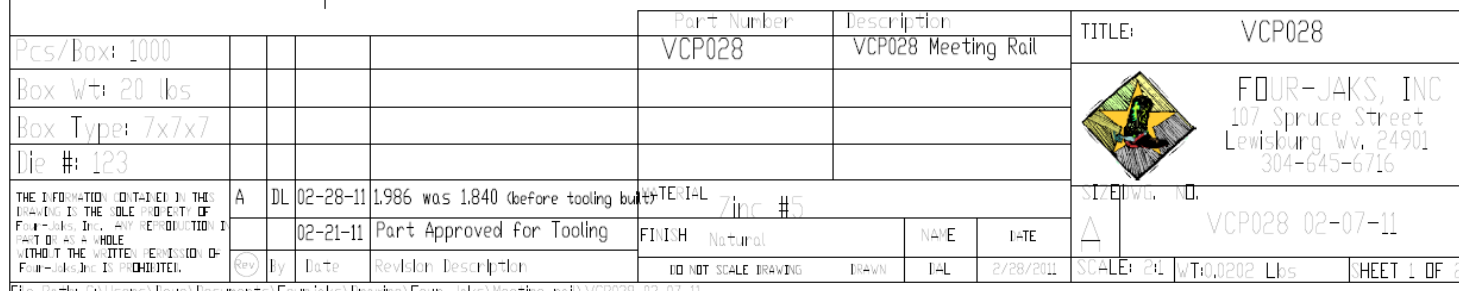 Part Number Description
VCP028 VCP028 Meeting Rail
Pcs/Box: 1000
Box Wt: 20 lbs
Box Type: 7x7x7
Die #: 123
TITLE: VCP028
FOUR-JAKS, INC
107 Spruce Street
Lewisburg Wv. 24901
304-645-6716
THE INFORMATION CONTAINED IN THIS
DRAWING IS THE SOLE PROPERTY OF
Four-Jaks, Inc. ANY REPRODUCTION IN
PART OR AS A WHOLE
WITHOUT THE WRITTEN PERMISSION OF
Four-Jaks,Inc IS PROHIBITED.
A DL 02-28-11 1.986 was 1.840 (before tooling built)
02-21-11 Part Approved for Tooling
Rev By Date Revision Description
MATERIAL Zinc #5
FINISH Natural NAME DATE
DO NOT SCALE DRAWING DRAWN DAL 2/28/2011
SIZE DWG. NO.
A VCP028 02-07-11
SCALE: 2:1 WT:0.0202 Lbs SHEET 1 OF 2